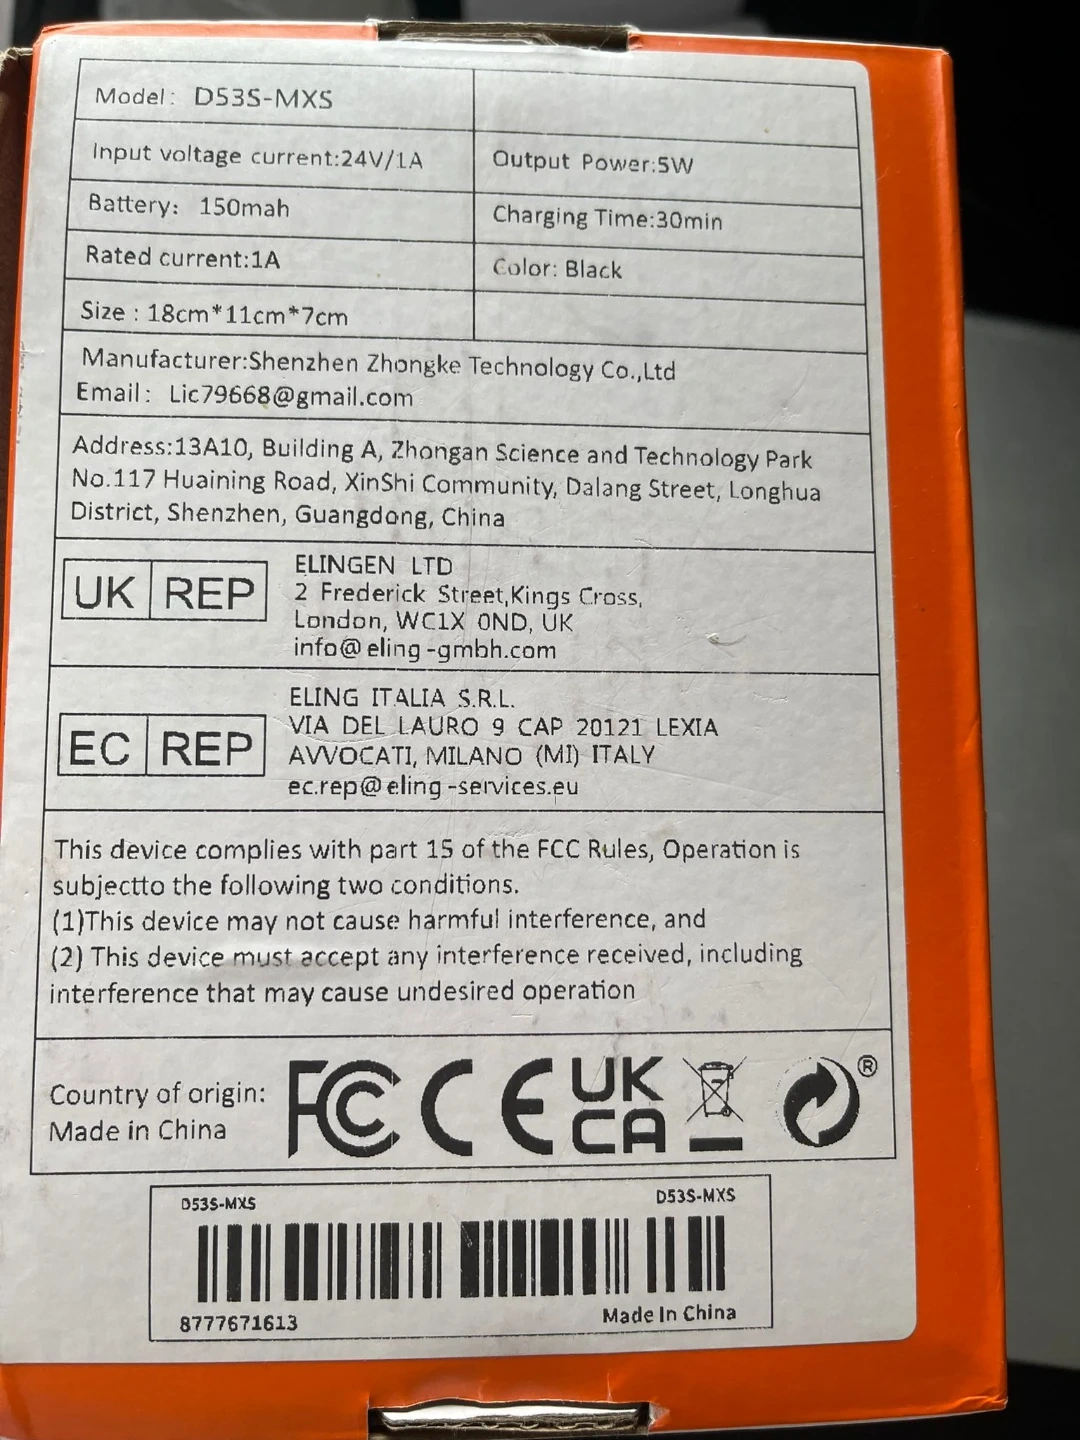 Model: D53S-MXS
Input voltage current:24V/1A Output Power:5W
Battery: 150mah Charging Time:30min
Rated current:1A Color: Black
Size : 18cm*11cm*7cm
Manufacturer:Shenzhen Zhongke Technology Co.,Ltd
Email: Lic79668@gmail.com
Address:13A10, Building A, Zhongan Science and Technology Park
No.117 Huaining Road, XinShi Community, Dalang Street, Longhua
District, Shenzhen, Guangdong, China
UK REP
ELINGEN LTD
2 Frederick Street,Kings Cross,
London, WC1X 0ND, UK
info@eling-gmbh.com
EC REP
ELING ITALIA S.R.L.
VIA DEL LAURO 9 CAP 20121 LEXIA
AVVOCATI, MILANO (MI) ITALY
ec.rep@eling-services.eu
This device complies with part 15 of the FCC Rules, Operation is
subjectto the following two conditions.
(1)This device may not cause harmful interference, and
(2) This device must accept any interference received, including
interference that may cause undesired operation
Country of origin:
Made in China
FC CE UK
CA
®
D53S-MXS D53S-MXS
8777671613 Made In China